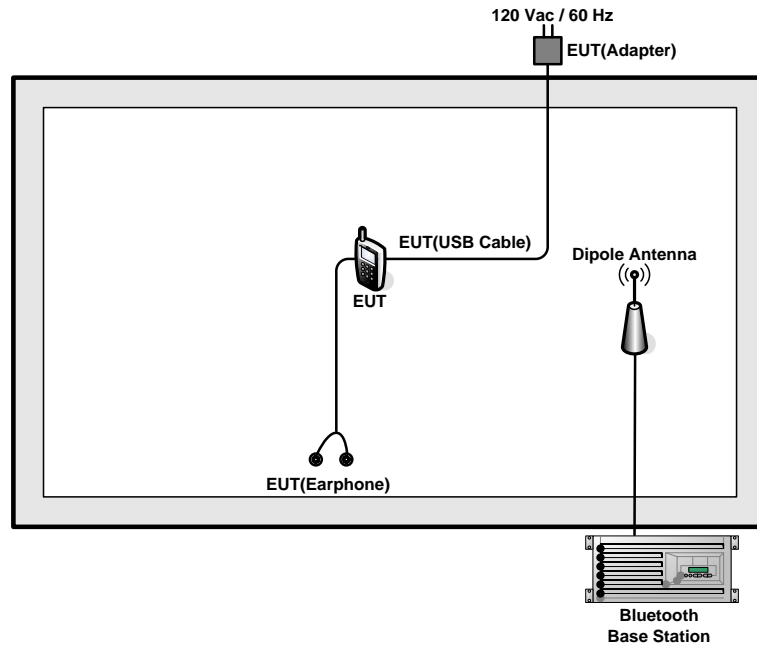 120 Vac / 60 Hz
EUT(Adapter)
EUT(USB Cable)
Dipole Antenna
EUT
EUT(Earphone)
Bluetooth
Base Station